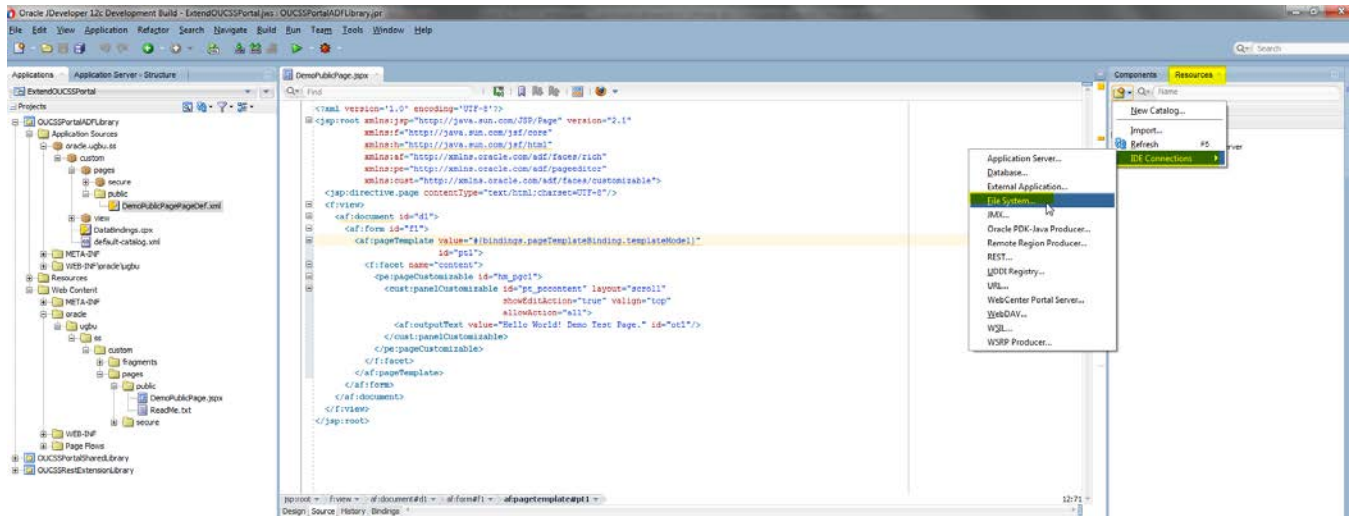 Oracle JDeveloper 12c Development Build - ExtendOUCSSPortal.jws : OUCSSPortalADFLibrary.jpr
File Edit View Application Refactor Search Navigate Build Run Team Tools Window Help
Search
Applications
Application Server - Structure
ExtendOUCSSPortal
Projects
OUCSSPortalADFLibrary
Application Sources
oracle.ugbu.ss
custom
pages
secure
public
DemoPublicPagePageDef.xml
view
DataBindings.cpx
default-catalog.xml
META-INF
WEB-INF\oracle\ugbu
Resources
Web Content
META-INF
oracle
ugbu
ss
custom
fragments
pages
public
DemoPublicPage.jspx
ReadMe.txt
secure
WEB-INF
Page Flows
OUCSSPortalSharedLibrary
OUCSSRestExtensionLibrary
DemoPublicPage.jspx
Find
<?xml version='1.0' encoding='UTF-8'?>
<jsp:root xmlns:jsp="http://java.sun.com/JSP/Page" version="2.1"
xmlns:f="http://java.sun.com/jsf/core"
xmlns:h="http://java.sun.com/jsf/html"
xmlns:af="http://xmlns.oracle.com/adf/faces/rich"
xmlns:pe="http://xmlns.oracle.com/adf/pageeditor"
xmlns:cust="http://xmlns.oracle.com/adf/faces/customizable">
<jsp:directive.page contentType="text/html;charset=UTF-8"/>
<f:view>
<af:document id="d1">
<af:form id="f1">
<af:pageTemplate value="#{bindings.pageTemplateBinding.templateModel}"
id="pt1">
<f:facet name="content">
<pe:pageCustomizable id="hm_pgc1">
<cust:panelCustomizable id="pt_pccontent" layout="scroll"
showEditAction="true" valign="top"
allowAction="all">
<af:outputText value="Hello World! Demo Test Page." id="ot1"/>
</cust:panelCustomizable>
</pe:pageCustomizable>
</f:facet>
</af:pageTemplate>
</af:form>
</af:document>
</f:view>
</jsp:root>
jsp:root f:view af:document#d1 af:form#f1 af:pagetemplate#pt1
12:71
Design Source History Bindings
Components
Resources
Name
New Catalog...
Import...
Refresh F5
IDE Connections
Application Server...
Database...
External Application...
File System...
JMX...
Oracle PDK-Java Producer...
Remote Region Producer...
REST...
UDDI Registry...
URL...
WebCenter Portal Server...
WebDAV...
WSIL...
WSRP Producer...